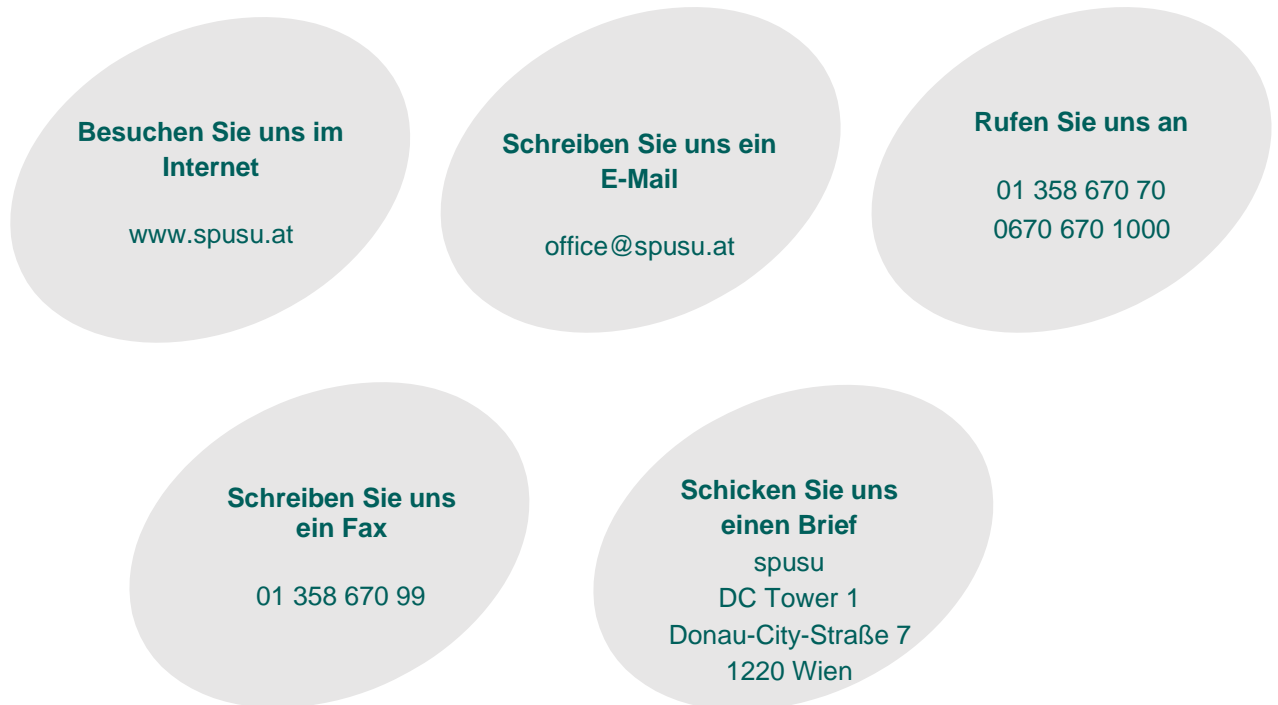 Besuchen Sie uns im
Internet
www.spusu.at
Schreiben Sie uns ein
E-Mail
office@spusu.at
Rufen Sie uns an
01 358 670 70
0670 670 1000
Schreiben Sie uns
ein Fax
01 358 670 99
Schicken Sie uns
einen Brief
spusu
DC Tower 1
Donau-City-Straße 7
1220 Wien